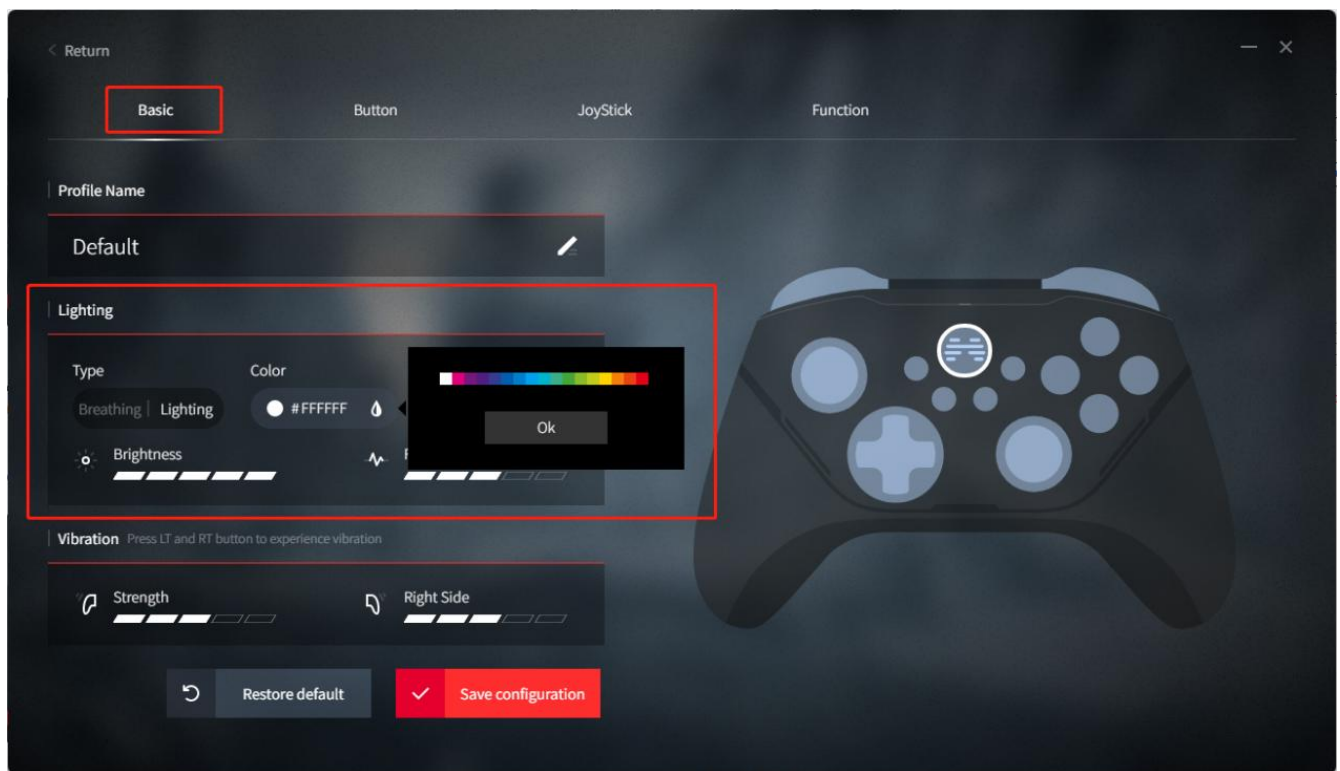 Return
Basic Button JoyStick Function
Profile Name
Default
Lighting
Type Color
Breathing | Lighting #FFFFFF
Ok
Brightness
Vibration Press LT and RT button to experience vibration
Strength Right Side
Restore default Save configuration